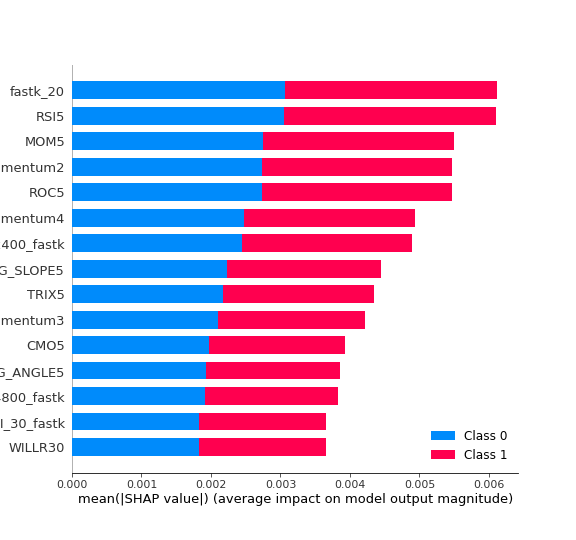 fastk_20
RSI5
MOM5
mentum2
ROC5
mentum4
400_fastk
G_SLOPE5
TRIX5
mentum3
CMO5
G_ANGLE5
800_fastk
I_30_fastk
WILLR30
Class 0
Class 1
0.000 0.001 0.002 0.003 0.004 0.005 0.006
mean(|SHAP value|) (average impact on model output magnitude)